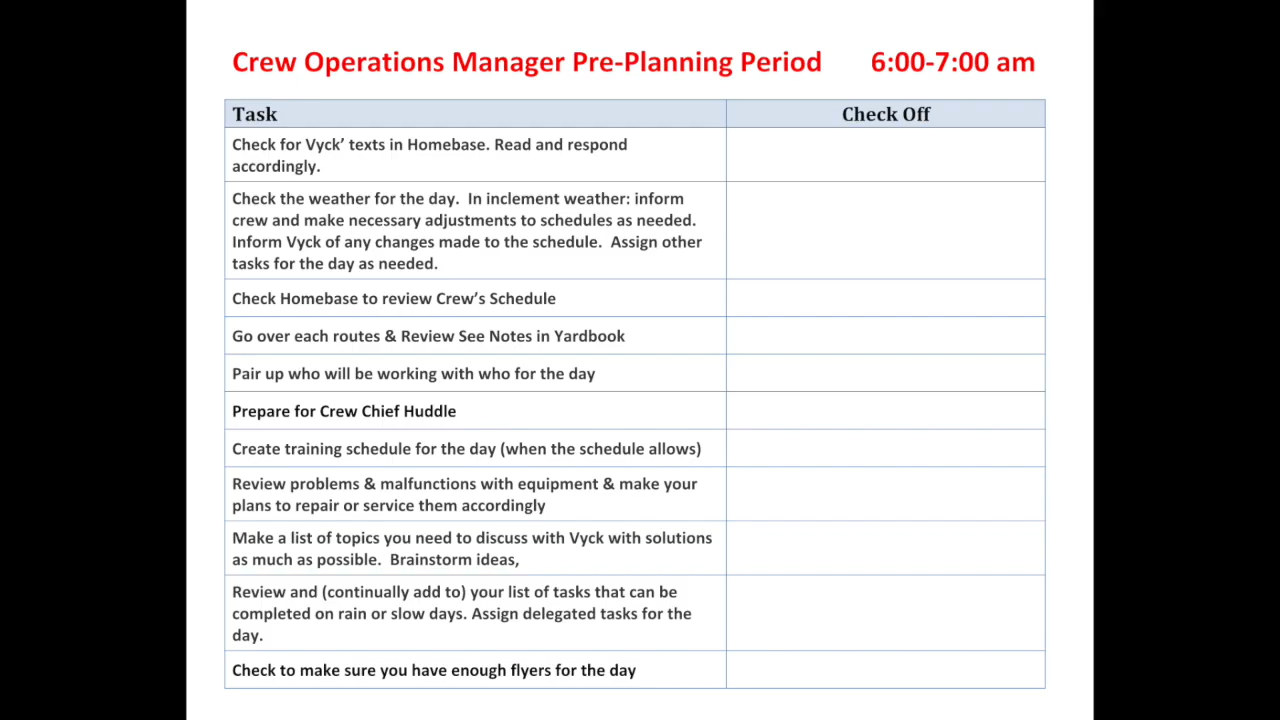 Crew Operations Manager Pre-Planning Period 6:00-7:00 am
Task Check Off
Check for Vyck’ texts in Homebase. Read and respond
accordingly.
Check the weather for the day.  In inclement weather: inform
crew and make necessary adjustments to schedules as needed.
Inform Vyck of any changes made to the schedule.  Assign other
tasks for the day as needed.
Check Homebase to review Crew’s Schedule
Go over each routes & Review See Notes in Yardbook
Pair up who will be working with who for the day
Prepare for Crew Chief Huddle
Create training schedule for the day (when the schedule allows)
Review problems & malfunctions with equipment & make your
plans to repair or service them accordingly
Make a list of topics you need to discuss with Vyck with solutions
as much as possible.  Brainstorm ideas,
Review and (continually add to) your list of tasks that can be
completed on rain or slow days. Assign delegated tasks for the
day.
Check to make sure you have enough flyers for the day